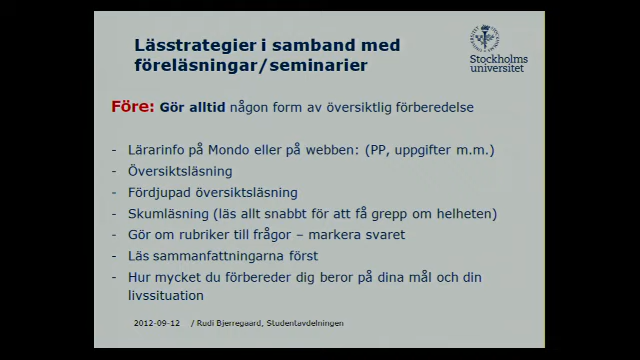 Lässtrategier i samband med
föreläsningar/seminarier
Stockholms
universitet
Före: Gör alltid någon form av översiktlig förberedelse
- Lärarinfo på Mondo eller på webben: (PP, uppgifter m.m.)
- Översiktsläsning
- Fördjupad översiktsläsning
- Skumläsning (läs allt snabbt för att få grepp om helheten)
- Gör om rubriker till frågor – markera svaret
- Läs sammanfattningarna först
- Hur mycket du förbereder dig beror på dina mål och din
livssituation
2012-09-12 / Rudi Bjerregaard, Studentavdelningen